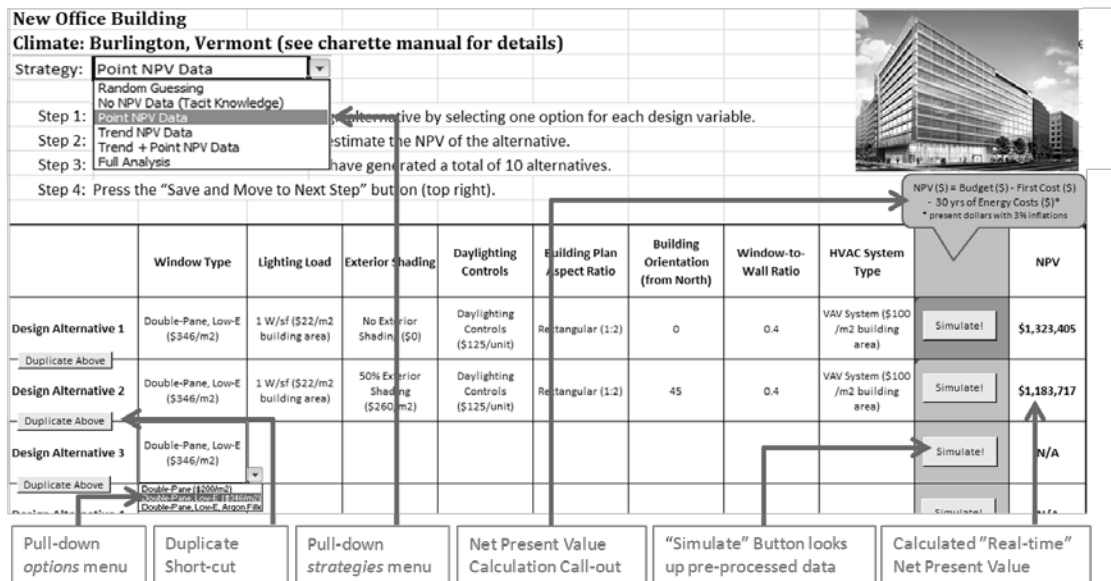 New Office Building
Climate: Burlington, Vermont (see charette manual for details)
Strategy: Point NPV Data
Random Guessing
No NPV Data (Tacit Knowledge)
Point NPV Data
Trend NPV Data
Trend + Point NPV Data
Full Analysis
Step 1: alternative by selecting one option for each design variable.
Step 2: estimate the NPV of the alternative.
Step 3: have generated a total of 10 alternatives.
Step 4: Press the “Save and Move to Next Step” button (top right).
NPV ($) = Budget ($) - First Cost ($)
- 30 yrs of Energy Costs ($)*
* present dollars with 3% inflations
Window Type Lighting Load Exterior Shading Daylighting Controls Building Plan Aspect Ratio Building Orientation (from North) Window-to-Wall Ratio HVAC System Type NPV
Design Alternative 1 Double-Pane, Low-E ($346/m2) 1 W/sf ($22/m2 building area) No Exterior Shading ($0) Daylighting Controls ($125/unit) Rectangular (1:2) 0 0.4 VAV System ($100 /m2 building area) Simulate! $1,323,405
Duplicate Above
Design Alternative 2 Double-Pane, Low-E ($346/m2) 1 W/sf ($22/m2 building area) 50% Exterior Shading ($260/m2) Daylighting Controls ($125/unit) Rectangular (1:2) 45 0.4 VAV System ($100 /m2 building area) Simulate! $1,183,717
Duplicate Above
Design Alternative 3 Double-Pane, Low-E ($346/m2) Simulate! N/A
Duplicate Above
Double-Pane ($200/m2)
Double-Pane, Low-E ($346/m2)
Double-Pane, Low-E, Argon Fille
Simulate! N/A
Pull-down options menu
Duplicate Short-cut
Pull-down strategies menu
Net Present Value Calculation Call-out
“Simulate” Button looks up pre-processed data
Calculated ”Real-time” Net Present Value